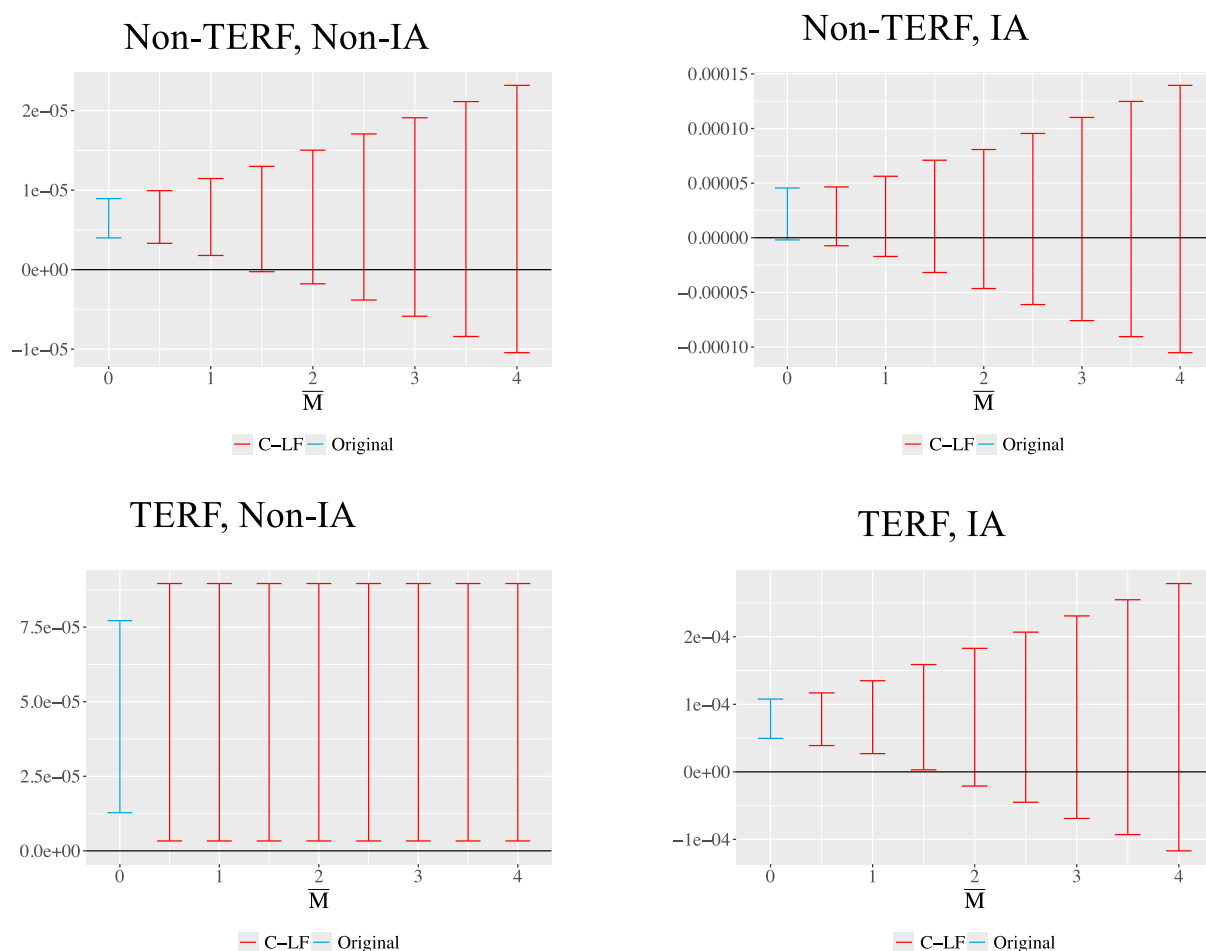 Non-TERF, Non-IA
2e−05
1e−05
0e+00
−1e−05
0 1 2 3 4
M̅
C−LF Original
Non-TERF, IA
0.00015
0.00010
0.00005
0.00000
−0.00005
−0.00010
0 1 2 3 4
M̅
C−LF Original
TERF, Non-IA
7.5e−05
5.0e−05
2.5e−05
0.0e+00
0 1 2 3 4
M̅
C−LF Original
TERF, IA
2e−04
1e−04
0e+00
−1e−04
0 1 2 3 4
M̅
C−LF Original